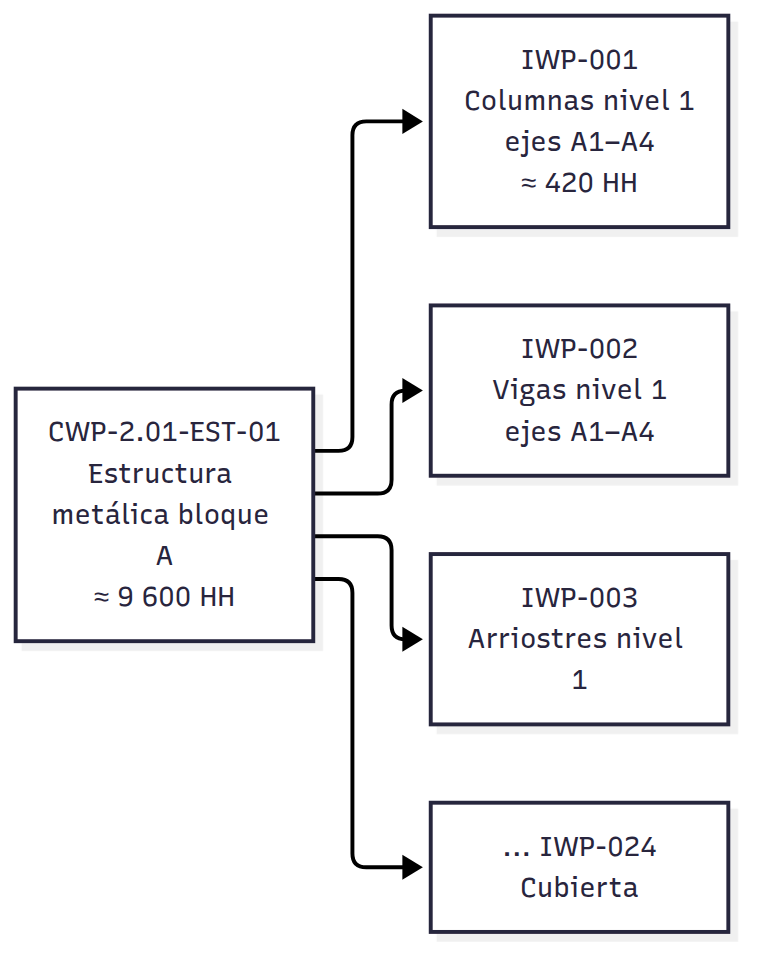 IWP-001
Columnas nivel 1
ejes A1–A4
≈ 420 HH
IWP-002
Vigas nivel 1
ejes A1–A4
CWP-2.01-EST-01
Estructura
metálica bloque
A
≈ 9 600 HH
IWP-003
Arriostres nivel
1
... IWP-024
Cubierta